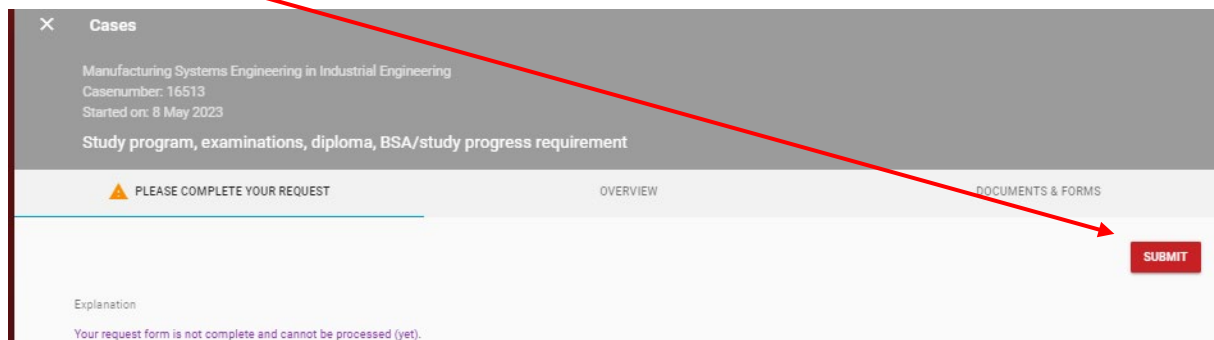 Cases
Manufacturing Systems Engineering in Industrial Engineering
Casenumber: 16513
Started on: 8 May 2023
Study program, examinations, diploma, BSA/study progress requirement
PLEASE COMPLETE YOUR REQUEST
OVERVIEW
DOCUMENTS & FORMS
SUBMIT
Explanation
Your request form is not complete and cannot be processed (yet).